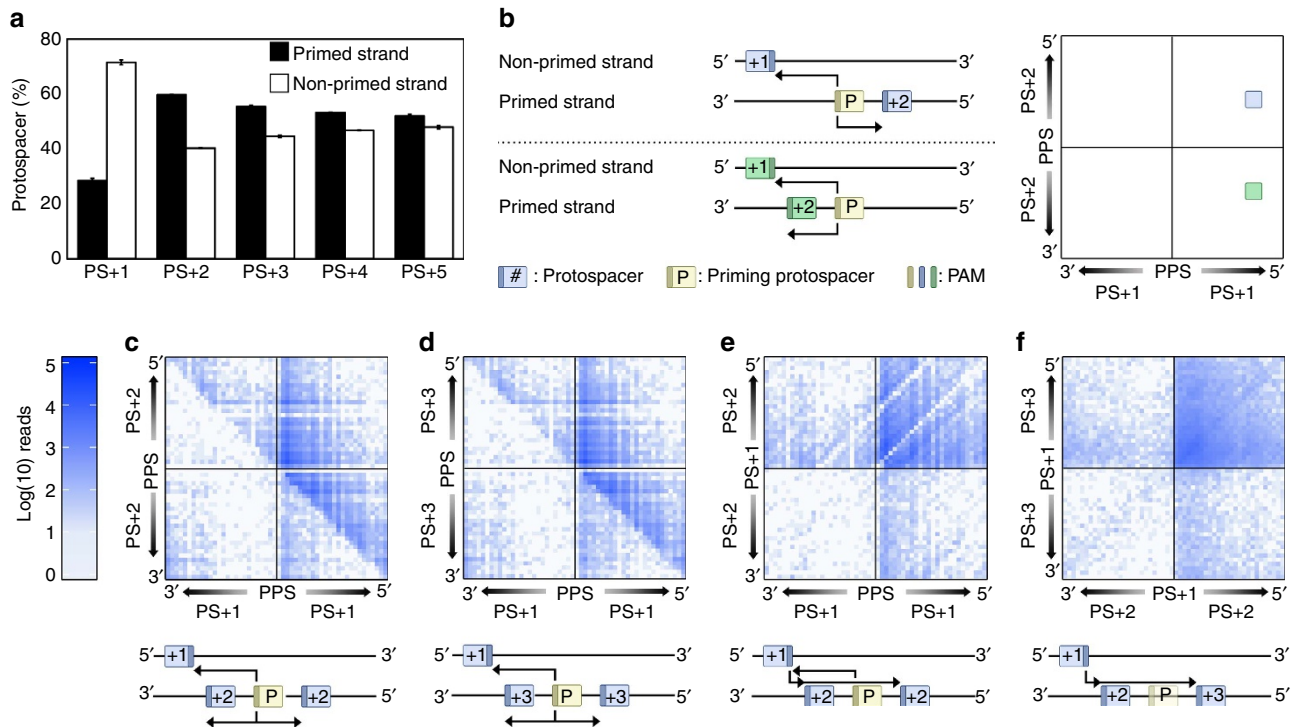 a
80
60
40
20
0
Protospacer (%)
Primed strand
Non-primed strand
PS+1 PS+2 PS+3 PS+4 PS+5
b
Non-primed strand 5′ +1 3′
Primed strand 3′ P +2 5′
Non-primed strand 5′ +1 3′
Primed strand 3′ +2 P 5′
# : Protospacer P : Priming protospacer : PAM
5′
PS+2
PPS
PS+2
3′
3′ PPS 5′
PS+1 PS+1
5
4
3
2
1
0
Log(10) reads
c
5′
PS+2
PPS
PS+2
3′
3′ PPS 5′
PS+1 PS+1
5′ +1 3′
3′ +2 P +2 5′
d
5′
PS+3
PPS
PS+3
3′
3′ PPS 5′
PS+1 PS+1
5′ +1 3′
3′ +3 P +3 5′
e
5′
PS+2
PS+1
PS+2
3′
3′ PPS 5′
PS+1 PS+1
5′ +1 3′
3′ +2 P +2 5′
f
5′
PS+3
PS+1
PS+3
3′
3′ PS+1 5′
PS+2 PS+2
5′ +1 3′
3′ +2 P +3 5′